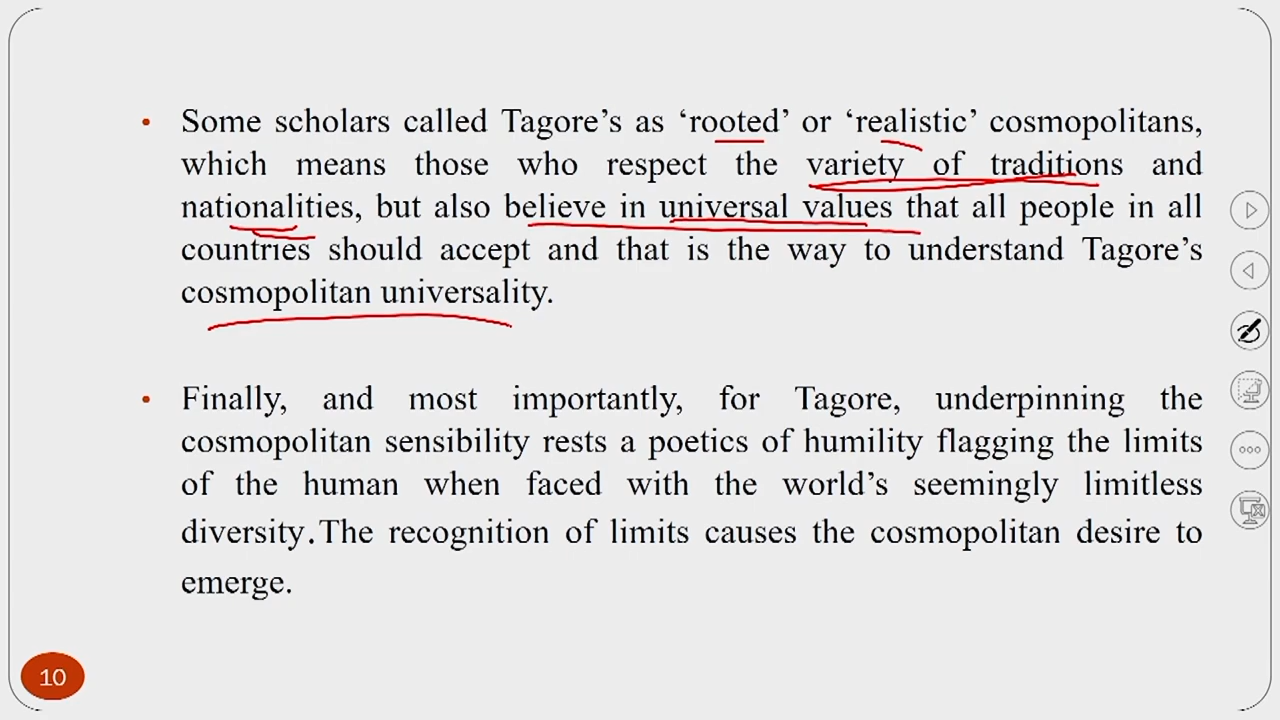 • Some scholars called Tagore’s as ‘rooted’ or ‘realistic’ cosmopolitans,
which means those who respect the variety of traditions and
nationalities, but also believe in universal values that all people in all
countries should accept and that is the way to understand Tagore’s
cosmopolitan universality.
• Finally, and most importantly, for Tagore, underpinning the
cosmopolitan sensibility rests a poetics of humility flagging the limits
of the human when faced with the world’s seemingly limitless
diversity.The recognition of limits causes the cosmopolitan desire to
emerge.
10